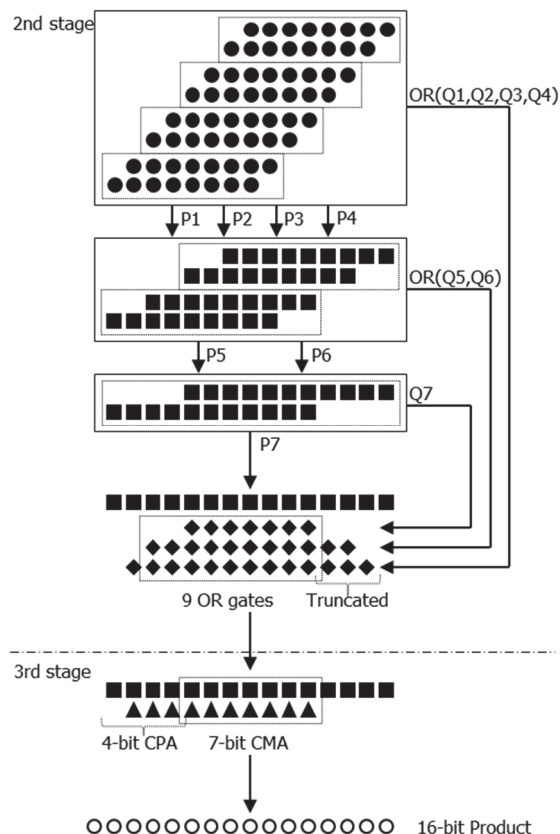 2nd stage
OR(Q1,Q2,Q3,Q4)
P1 P2 P3 P4
OR(Q5,Q6)
P5 P6
Q7
P7
9 OR gates Truncated
3rd stage
4-bit CPA 7-bit CMA
16-bit Product